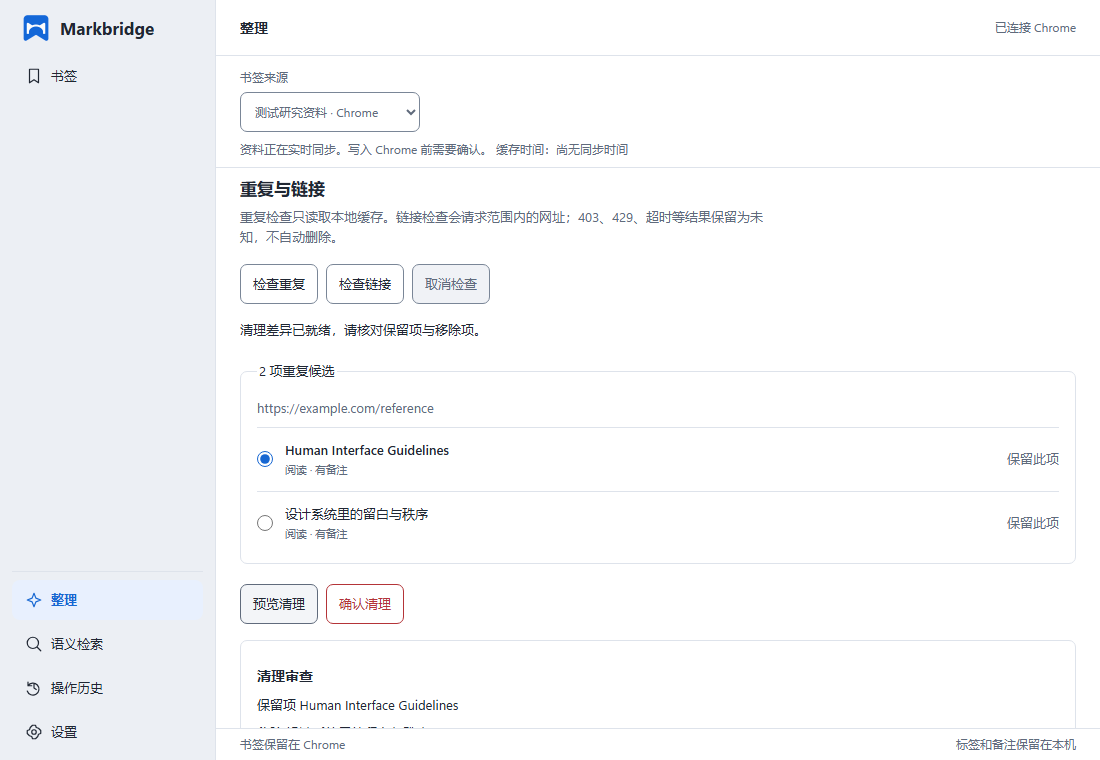 Markbridge
书签
整理
语义检索
操作历史
设置
整理
已连接 Chrome
书签来源
测试研究资料 · Chrome
资料正在实时同步。写入 Chrome 前需要确认。 缓存时间：尚无同步时间
重复与链接
重复检查只读取本地缓存。链接检查会请求范围内的网址；403、429、超时等结果保留为未
知，不自动删除。
检查重复
检查链接
取消检查
清理差异已就绪，请核对保留项与移除项。
2 项重复候选
https://example.com/reference
Human Interface Guidelines
阅读 · 有备注
保留此项
设计系统里的留白与秩序
阅读 · 有备注
保留此项
预览清理
确认清理
清理审查
保留项 Human Interface Guidelines
书签保留在 Chrome
标签和备注保留在本机